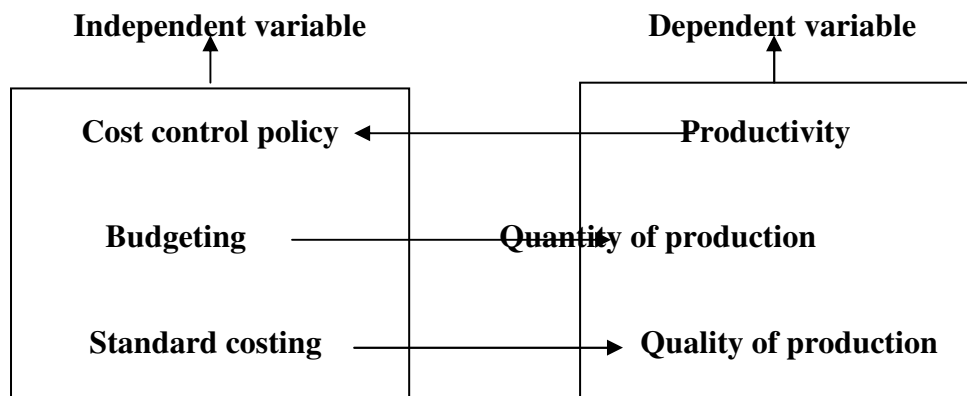 Independent variable
Dependent variable
Cost control policy
Productivity
Budgeting
Quantity of production
Standard costing
Quality of production